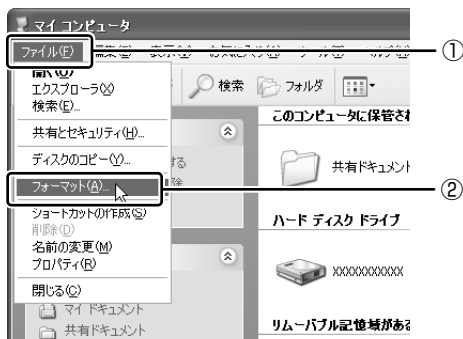 マイ コンピュータ
ファイル(F)
①
開く(O)
エクスプローラ(X)
検索(E)...
検索
フォルダ
共有とセキュリティ(H)...
このコンピュータに保管され
ディスクのコピー(Y)...
する
共有ドキュメント
フォーマット(A)...
②
ショートカットの作成(S)
削除(D)
ハード ディスク ドライブ
名前の変更(M)
プロパティ(R)
XXXXXXXXXX
閉じる(C)
マイ ドキュメント
共有ドキュメント
リムーバブル記憶域がある